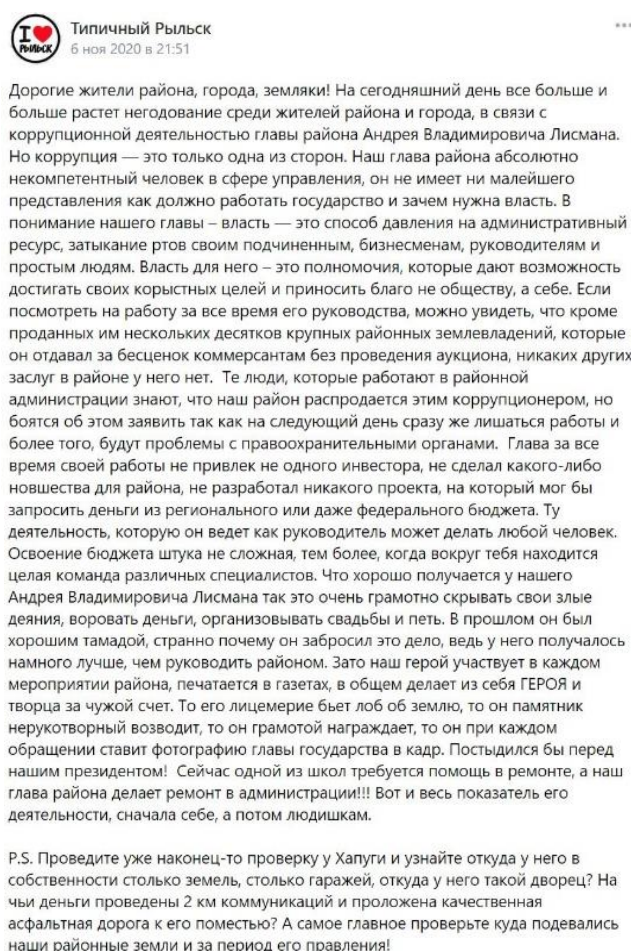 I ❤ РЫЛЬСК
Типичный Рыльск
6 ноя 2020 в 21:51
Дорогие жители района, города, земляки! На сегодняшний день все больше и
больше растет негодование среди жителей района и города, в связи с
коррупционной деятельностью главы района Андрея Владимировича Лисмана.
Но коррупция — это только одна из сторон. Наш глава района абсолютно
некомпетентный человек в сфере управления, он не имеет ни малейшего
представления как должно работать государство и зачем нужна власть. В
понимание нашего главы – власть — это способ давления на административный
ресурс, затыкание ртов своим подчиненным, бизнесменам, руководителям и
простым людям. Власть для него – это полномочия, которые дают возможность
достигать своих корыстных целей и приносить благо не обществу, а себе. Если
посмотреть на работу за все время его руководства, можно увидеть, что кроме
проданных им нескольких десятков крупных районных землевладений, которые
он отдавал за бесценок коммерсантам без проведения аукциона, никаких других
заслуг в районе у него нет. Те люди, которые работают в районной
администрации знают, что наш район распродается этим коррупционером, но
боятся об этом заявить так как на следующий день сразу же лишаться работы и
более того, будут проблемы с правоохранительными органами. Глава за все
время своей работы не привлек не одного инвестора, не сделал какого-либо
новшества для района, не разработал никакого проекта, на который мог бы
запросить деньги из регионального или даже федерального бюджета. Ту
деятельность, которую он ведет как руководитель может делать любой человек.
Освоение бюджета штука не сложная, тем более, когда вокруг тебя находится
целая команда различных специалистов. Что хорошо получается у нашего
Андрея Владимировича Лисмана так это очень грамотно скрывать свои злые
деяния, воровать деньги, организовывать свадьбы и петь. В прошлом он был
хорошим тамадой, странно почему он забросил это дело, ведь у него получалось
намного лучше, чем руководить районом. Зато наш герой участвует в каждом
мероприятии района, печатается в газетах, в общем делает из себя ГЕРОЯ и
творца за чужой счет. То его лицемерие бьет лоб об землю, то он памятник
нерукотворный возводит, то он грамотой награждает, то он при каждом
обращении ставит фотографию главы государства в кадр. Постыдился бы перед
нашим президентом! Сейчас одной из школ требуется помощь в ремонте, а наш
глава района делает ремонт в администрации!!! Вот и весь показатель его
деятельности, сначала себе, а потом людишкам.
P.S. Проведите уже наконец-то проверку у Хапуги и узнайте откуда у него в
собственности столько земель, столько гаражей, откуда у него такой дворец? На
чьи деньги проведены 2 км коммуникаций и проложена качественная
асфальтная дорога к его поместью? А самое главное проверьте куда подевались
наши районные земли и за период его правления!